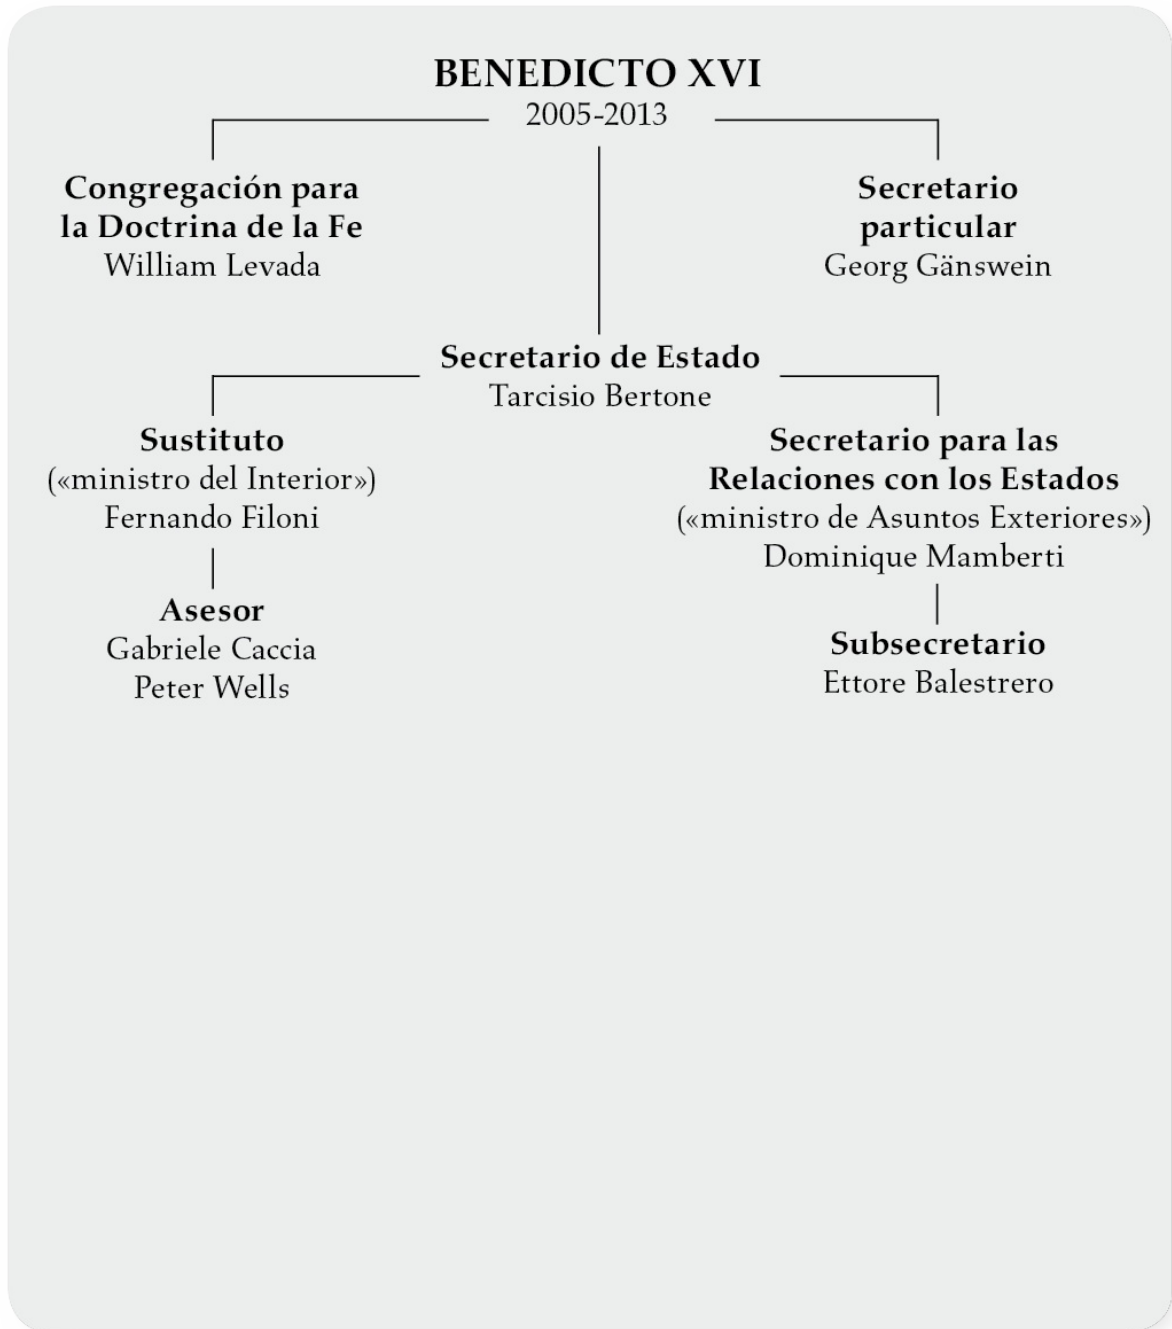 BENEDICTO XVI
2005-2013
Congregación para
la Doctrina de la Fe
William Levada
Secretario
particular
Georg Gänswein
Secretario de Estado
Tarcisio Bertone
Sustituto
(«ministro del Interior»)
Fernando Filoni
Asesor
Gabriele Caccia
Peter Wells
Secretario para las
Relaciones con los Estados
(«ministro de Asuntos Exteriores»)
Dominique Mamberti
Subsecretario
Ettore Balestrero